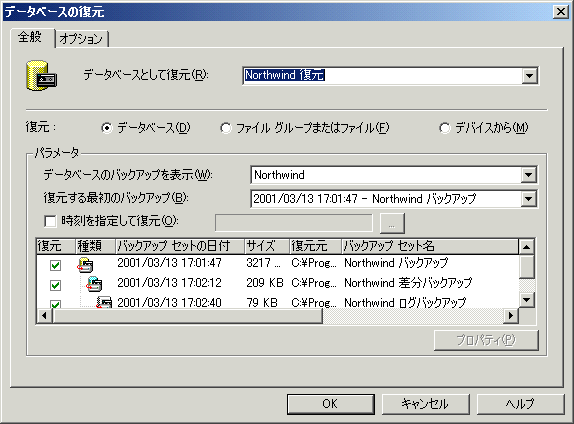 データベースの復元
全般 オプション
データベースとして復元(R): Northwind 復元
復元 : データベース(D) ファイル グループまたはファイル(F) デバイスから(M)
パラメータ
データベースのバックアップを表示(W): Northwind
復元する最初のバックアップ(B): 2001/03/13 17:01:47 - Northwind バックアップ
時刻を指定して復元(O): ...
復元 種類 バックアップ セットの日付 サイズ 復元元 バックアップ セット名
2001/03/13 17:01:47 3217 ... C:¥Prog... Northwind バックアップ
2001/03/13 17:02:12 209 KB C:¥Prog... Northwind 差分バックアップ
2001/03/13 17:02:40 79 KB C:¥Prog... Northwind ログバックアップ
プロパティ(P)
OK キャンセル ヘルプ